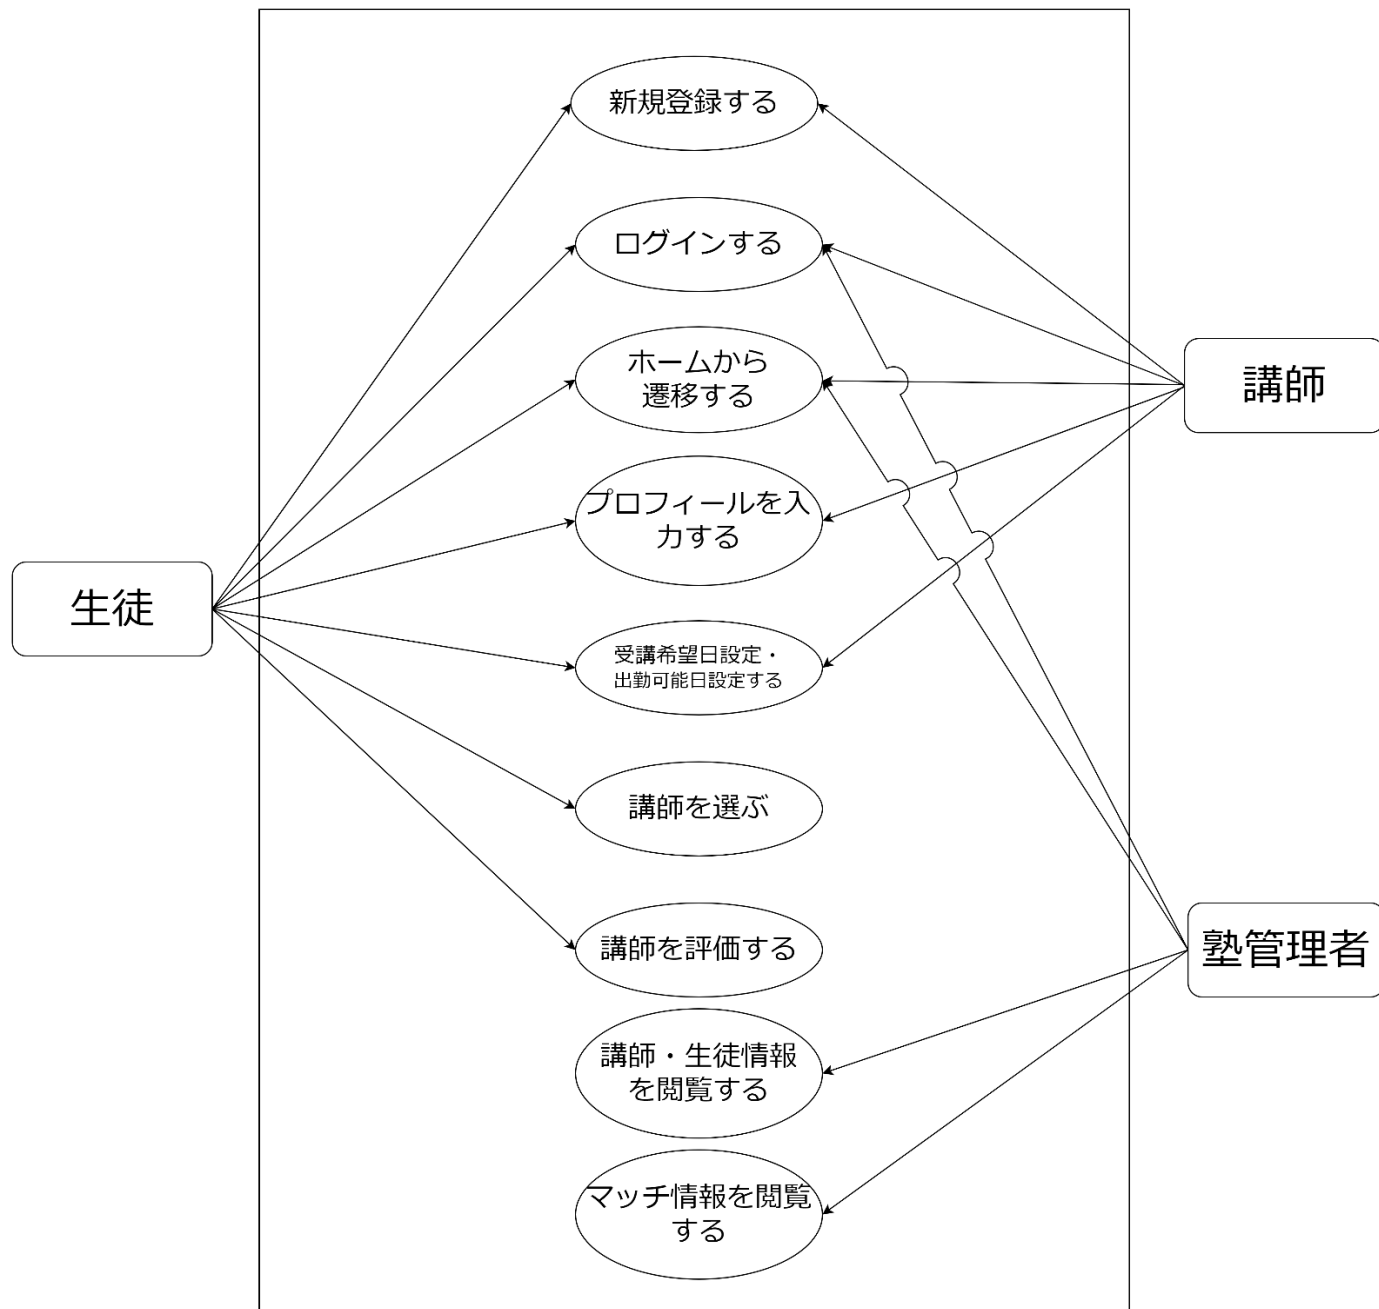 新規登録する
ログインする
ホームから
遷移する
講師
プロフィールを入
力する
生徒
受講希望日設定・
出勤可能日設定する
講師を選ぶ
講師を評価する
塾管理者
講師・生徒情報
を閲覧する
マッチ情報を閲覧
する